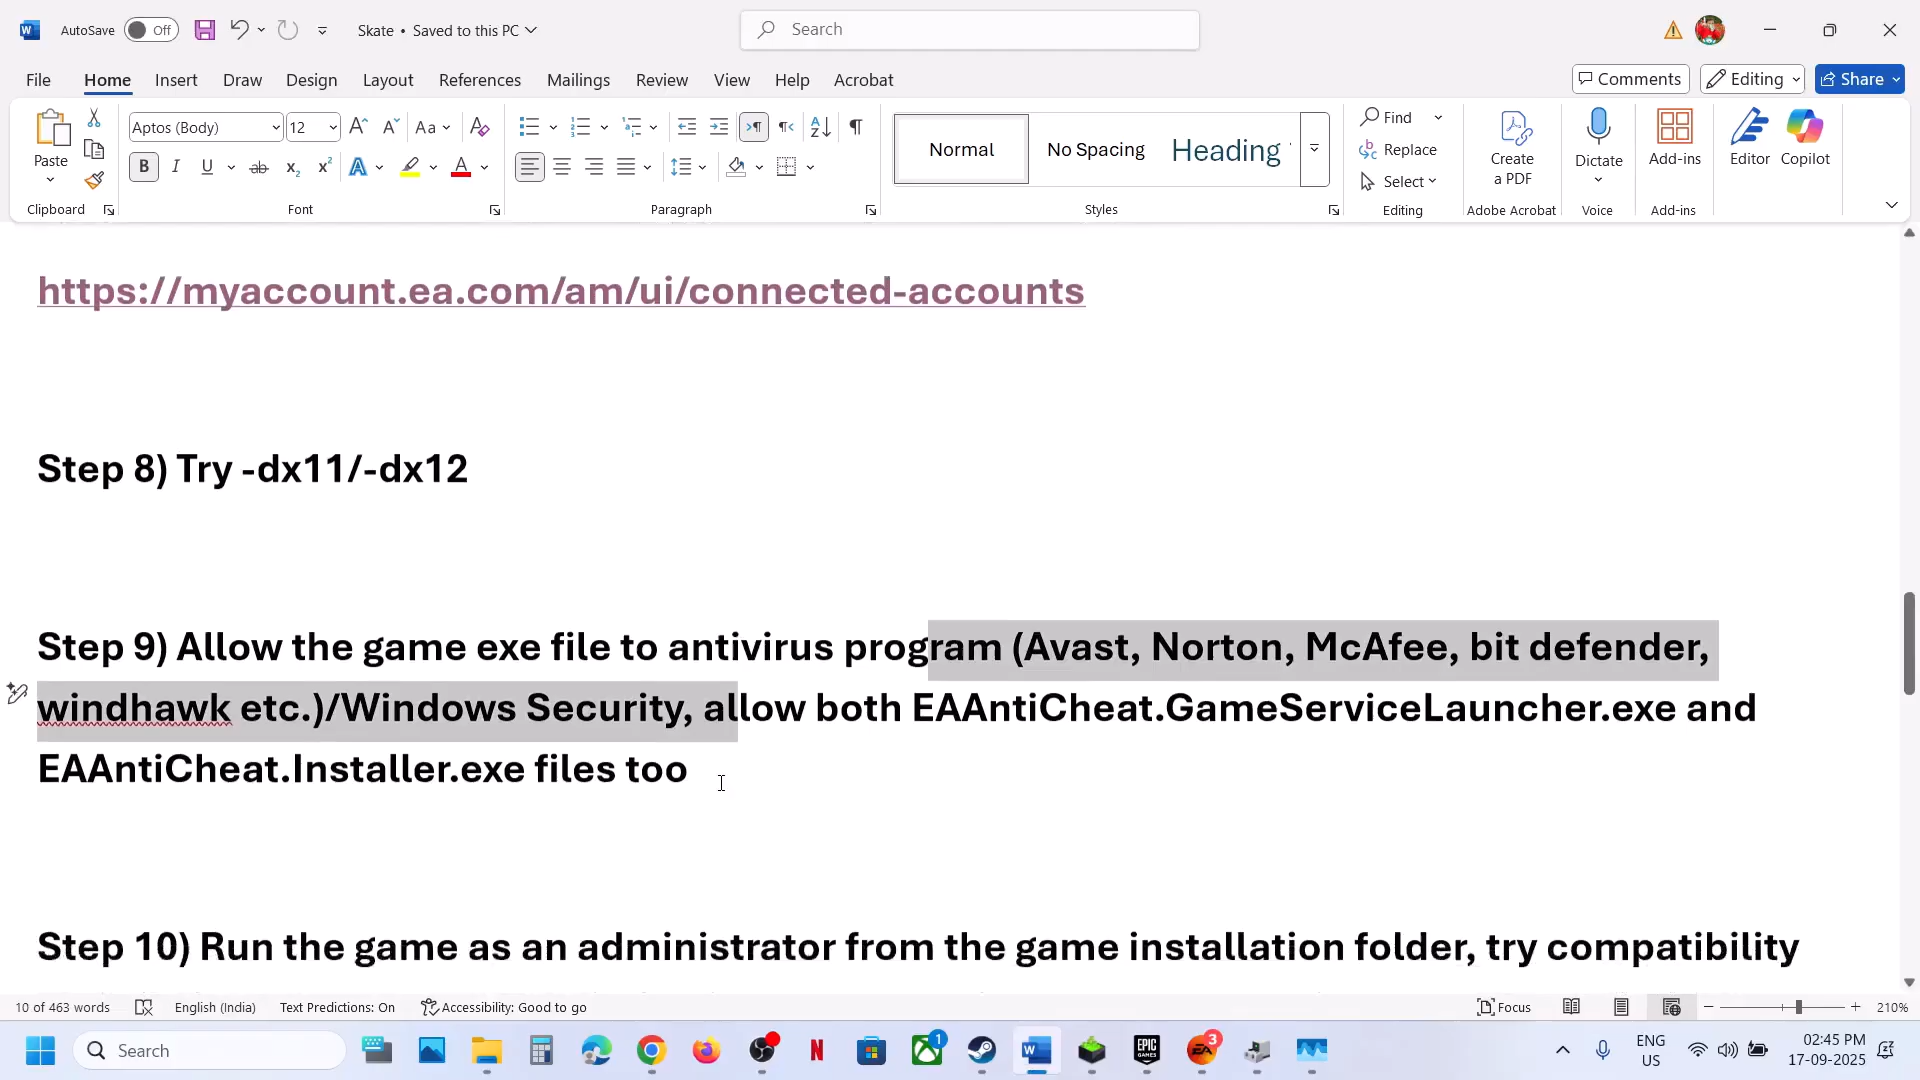 AutoSave Off Skate • Saved to this PC Search
File Home Insert Draw Design Layout References Mailings Review View Help Acrobat Comments Editing Share
Paste Aptos (Body) 12 Aa Normal No Spacing Heading Find Replace Select Create a PDF Dictate Add-ins Editor Copilot
Clipboard Font Paragraph Styles Editing Adobe Acrobat Voice Add-ins
https://myaccount.ea.com/am/ui/connected-accounts
Step 8) Try -dx11/-dx12
Step 9) Allow the game exe file to antivirus program (Avast, Norton, McAfee, bit defender,
windhawk etc.)/Windows Security, allow both EAAntiCheat.GameServiceLauncher.exe and
EAAntiCheat.Installer.exe files too
Step 10) Run the game as an administrator from the game installation folder, try compatibility
10 of 463 words English (India) Text Predictions: On Accessibility: Good to go Focus 210%
Search 1 EPIC GAMES 3 ENG US 02:45 PM 17-09-2025